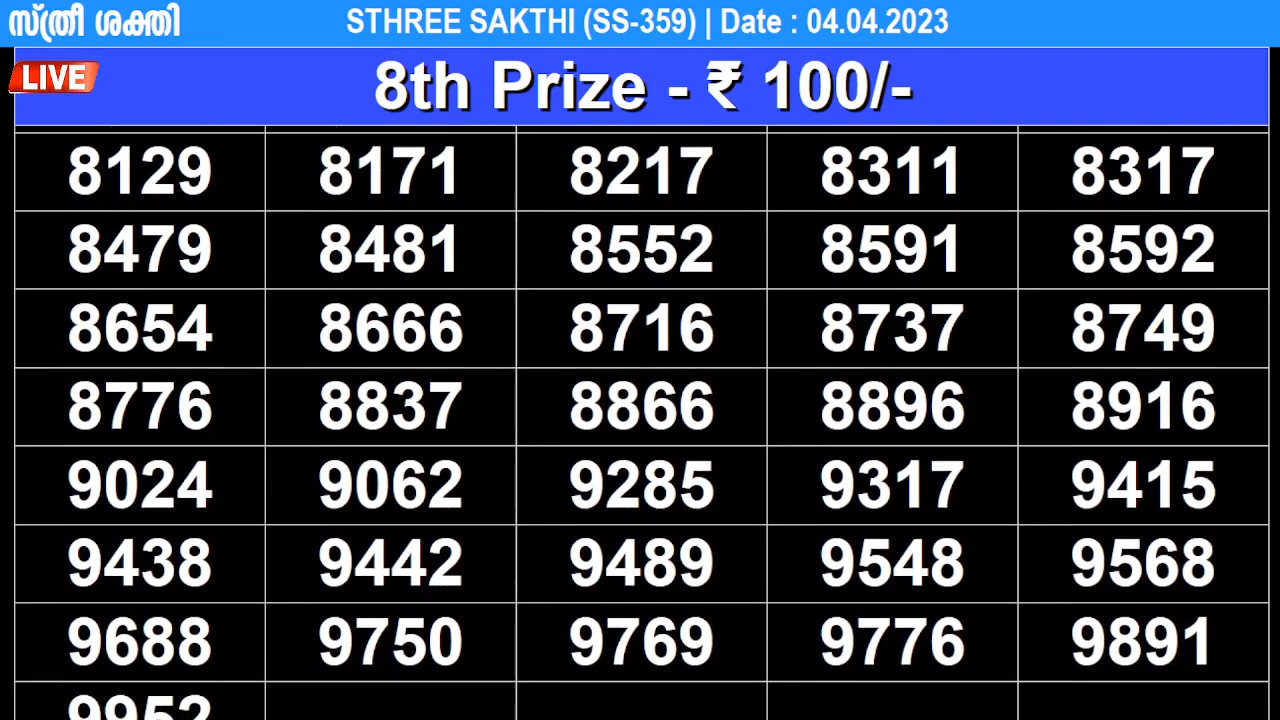 സ്ത്രീ ശക്തി STHREE SAKTHI (SS-359) | Date : 04.04.2023
LIVE
8th Prize - ₹ 100/-
8129 8171 8217 8311 8317
8479 8481 8552 8591 8592
8654 8666 8716 8737 8749
8776 8837 8866 8896 8916
9024 9062 9285 9317 9415
9438 9442 9489 9548 9568
9688 9750 9769 9776 9891
9952